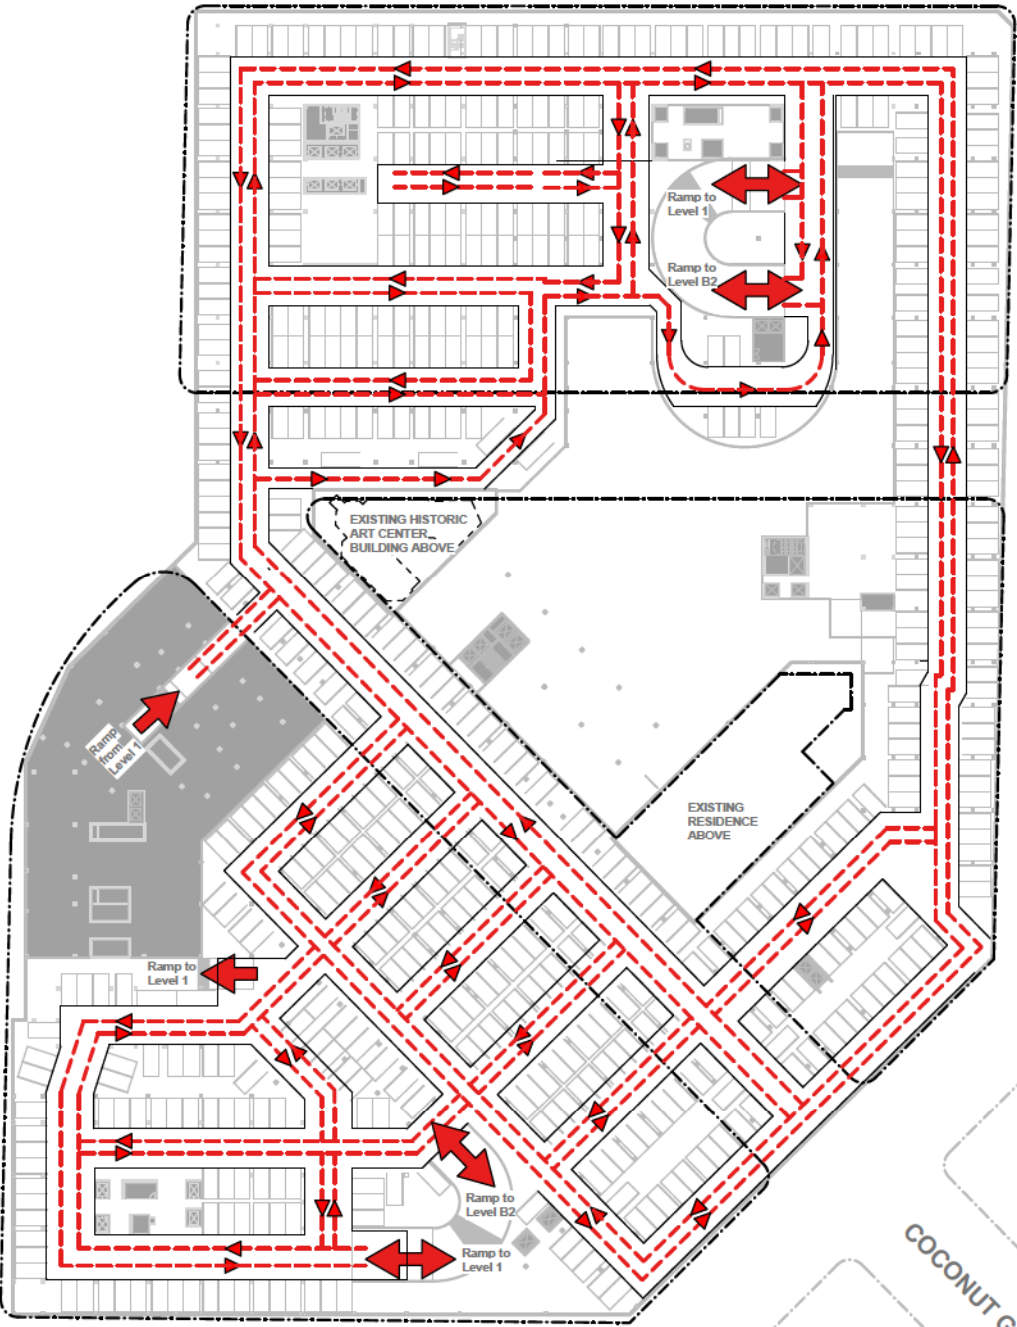 Ramp to
Level 1
Ramp to
Level B2
EXISTING HISTORIC
ART CENTER
BUILDING ABOVE
Ramp
from
Level 1
EXISTING
RESIDENCE
ABOVE
Ramp to
Level 1
Ramp to
Level B2
Ramp to
Level 1
COCONUT G